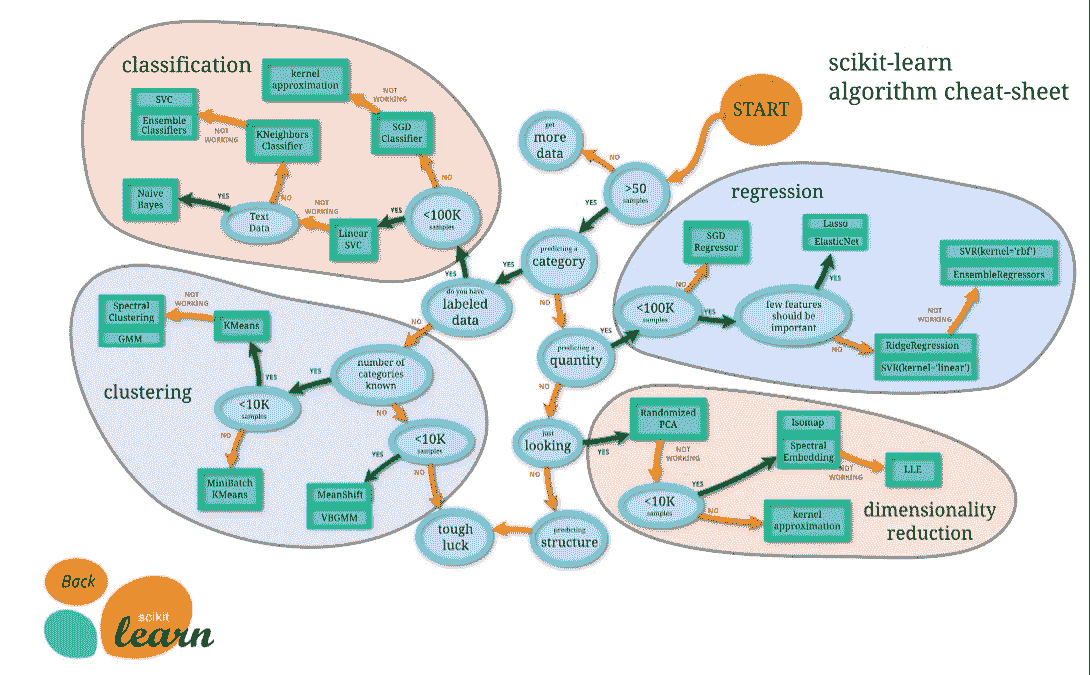 scikit-learn
algorithm cheat-sheet
START
>50
samples
NO
get
more
data
YES
predicting a
category
YES
do you have
labeled
data
YES
classification
<100K
samples
YES
Linear
SVC
NOT
WORKING
Text
Data
YES
Naive
Bayes
NO
KNeighbors
Classifier
NOT
WORKING
SVC
Ensemble
Classifiers
NO
SGD
Classifier
NOT
WORKING
kernel
approximation
NO
clustering
number of
categories
known
YES
<10K
samples
YES
KMeans
NOT
WORKING
Spectral
Clustering
GMM
NO
MiniBatch
KMeans
NO
<10K
samples
YES
MeanShift
VBGMM
NO
tough
luck
NO
predicting a
quantity
YES
regression
<100K
samples
NO
SGD
Regressor
YES
few features
should be
important
YES
Lasso
ElasticNet
NO
RidgeRegression
SVR(kernel='linear')
NOT
WORKING
SVR(kernel='rbf')
EnsembleRegressors
NO
just
looking
YES
dimensionality
reduction
Randomized
PCA
NOT
WORKING
<10K
samples
YES
Isomap
Spectral
Embedding
NOT
WORKING
LLE
NO
kernel
approximation
NO
predicting
structure
Back
scikit
learn